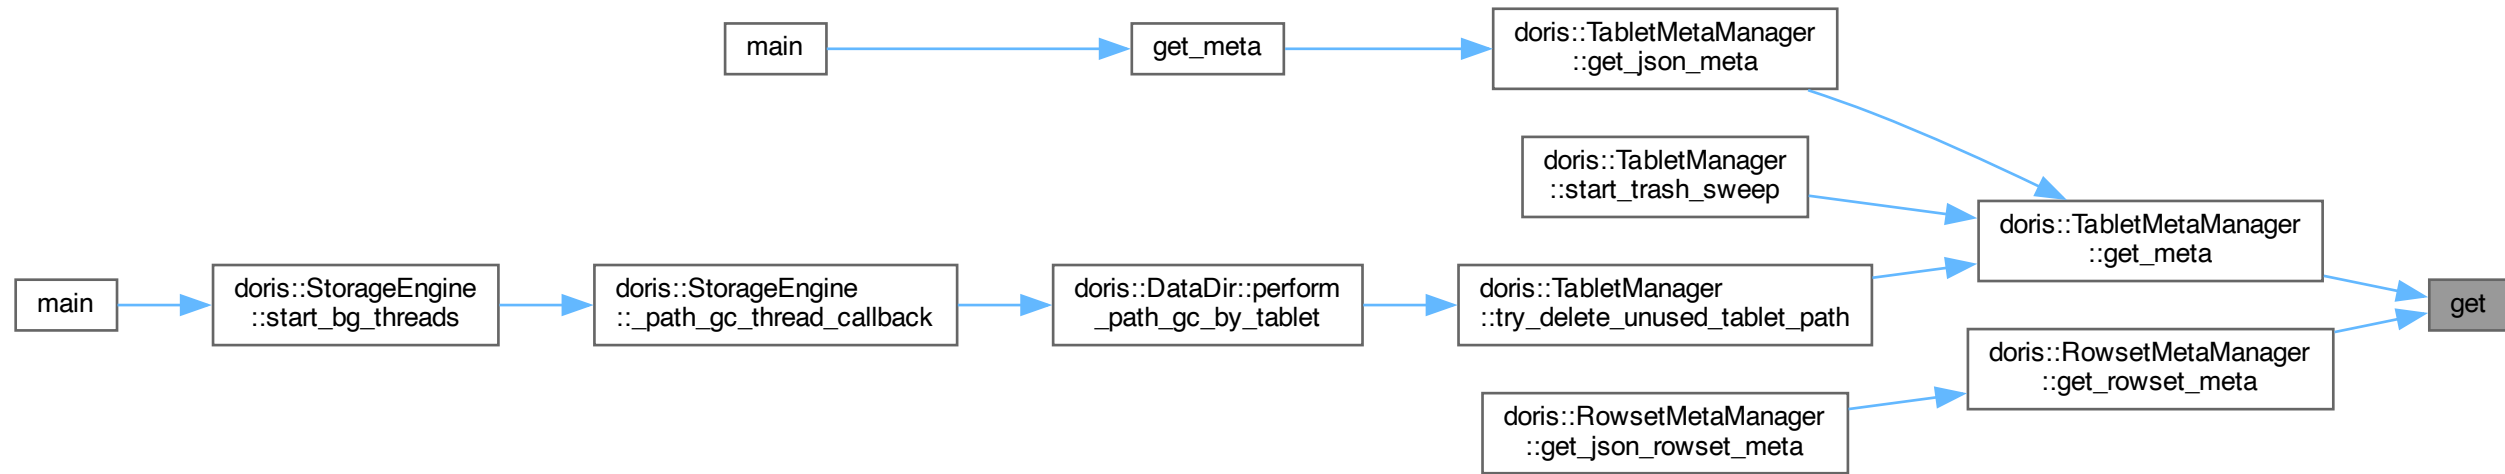 main
get_meta
doris::TabletMetaManager
::get_json_meta
doris::TabletManager
::start_trash_sweep
doris::TabletMetaManager
::get_meta
main
doris::StorageEngine
::start_bg_threads
doris::StorageEngine
::_path_gc_thread_callback
doris::DataDir::perform
_path_gc_by_tablet
doris::TabletManager
::try_delete_unused_tablet_path
get
doris::RowsetMetaManager
::get_rowset_meta
doris::RowsetMetaManager
::get_json_rowset_meta